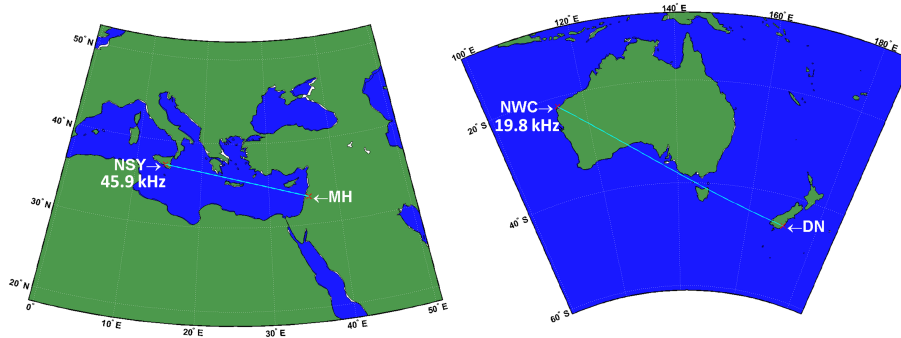 50° N
40° N
30° N
20° N
0°
10° E
20° E
30° E
40° E
50° E
NSY→
45.9 kHz
←MH
100° E
120° E
140° E
160° E
180° E
20° S
40° S
60° S
NWC→
19.8 kHz
←DN